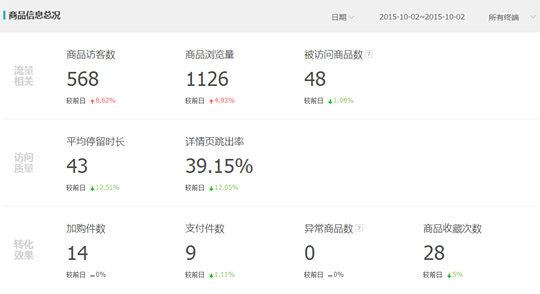 商品信息总况
日期
2015-10-02~2015-10-02
所有终端
流量
相关
商品访客数
商品浏览量
被访问商品数 ?
568
1126
48
较前日 8.62%
较前日 4.93%
较前日 1.08%
访问
质量
平均停留时长
详情页跳出率
43
39.15%
较前日 12.51%
较前日 12.05%
转化
效果
加购件数
支付件数
异常商品数 ?
商品收藏次数
14
9
0
28
较前日 0%
较前日 1.11%
较前日 0%
较前日 5%